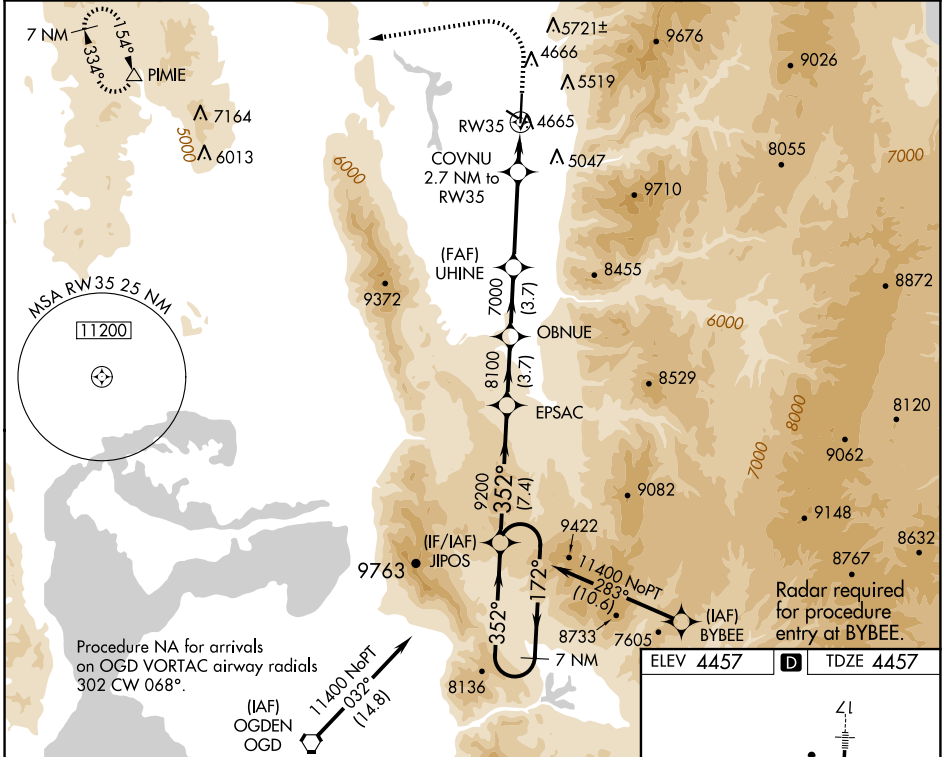 7 NM
154°
334°
PIMIE
7164
6013
5000
6000
5721±
4666
5519
9676
9026
RW35
4665
COVNU
2.7 NM to
RW35
5047
8055
7000
9710
(FAF)
UHINE
8455
9372
7000
(3.7)
8872
MSA RW35 25 NM
11200
OBNUE
6000
8100
(3.7)
8529
EPSAC
8000
8120
7000
9062
9200
352°
(7.4)
9082
9148
(IF/IAF)
JIPOS
9422
8632
9763
172°
352°
11400 NoPT
283°
(10.6)
8767
Radar required
for procedure
entry at BYBEE.
(IAF)
BYBEE
8733
7605
7 NM
8136
Procedure NA for arrivals
on OGD VORTAC airway radials
302 CW 068°.
11400 NoPT
032°
(14.8)
(IAF)
OGDEN
OGD
ELEV 4457
D
TDZE 4457
17